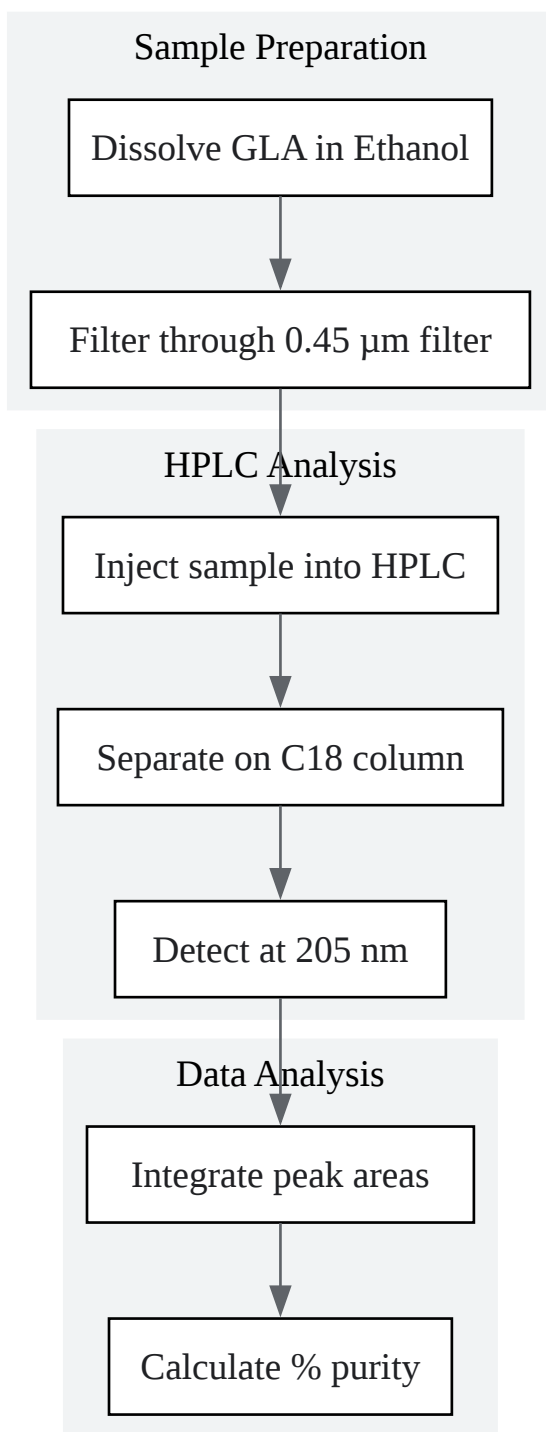 Sample Preparation
Dissolve GLA in Ethanol
Filter through 0.45 µm filter
HPLC Analysis
Inject sample into HPLC
Separate on C18 column
Detect at 205 nm
Data Analysis
Integrate peak areas
Calculate % purity